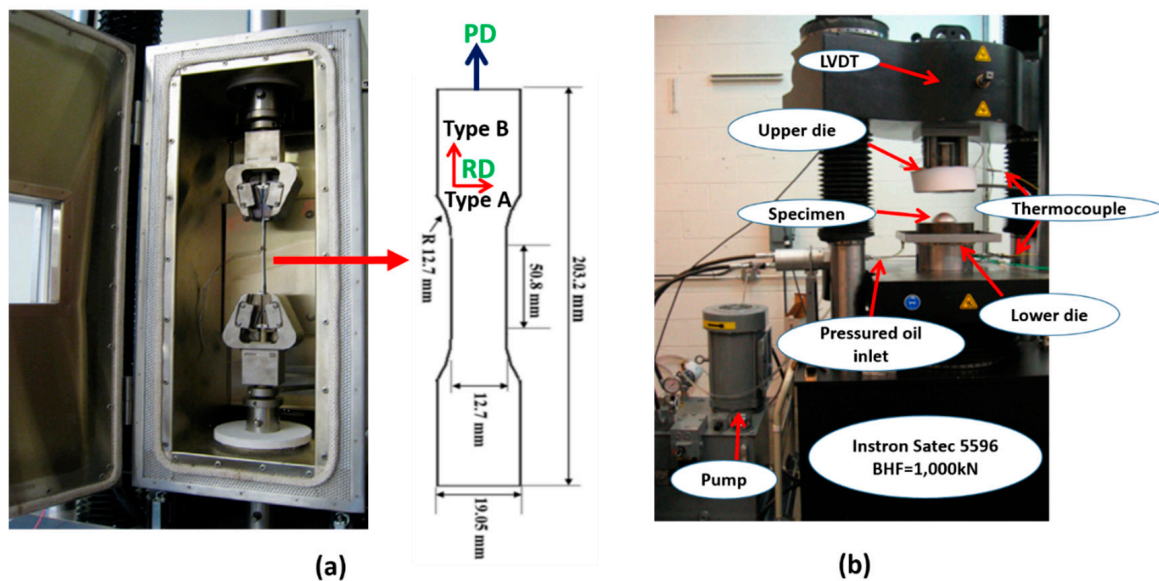 PD
Type B
RD
Type A
R 12.7 mm
50.8 mm
203.2 mm
12.7 mm
19.05 mm
(a)
LVDT
Upper die
Specimen
Thermocouple
Lower die
Pressured oil
inlet
Pump
Instron Satec 5596
BHF=1,000kN
(b)